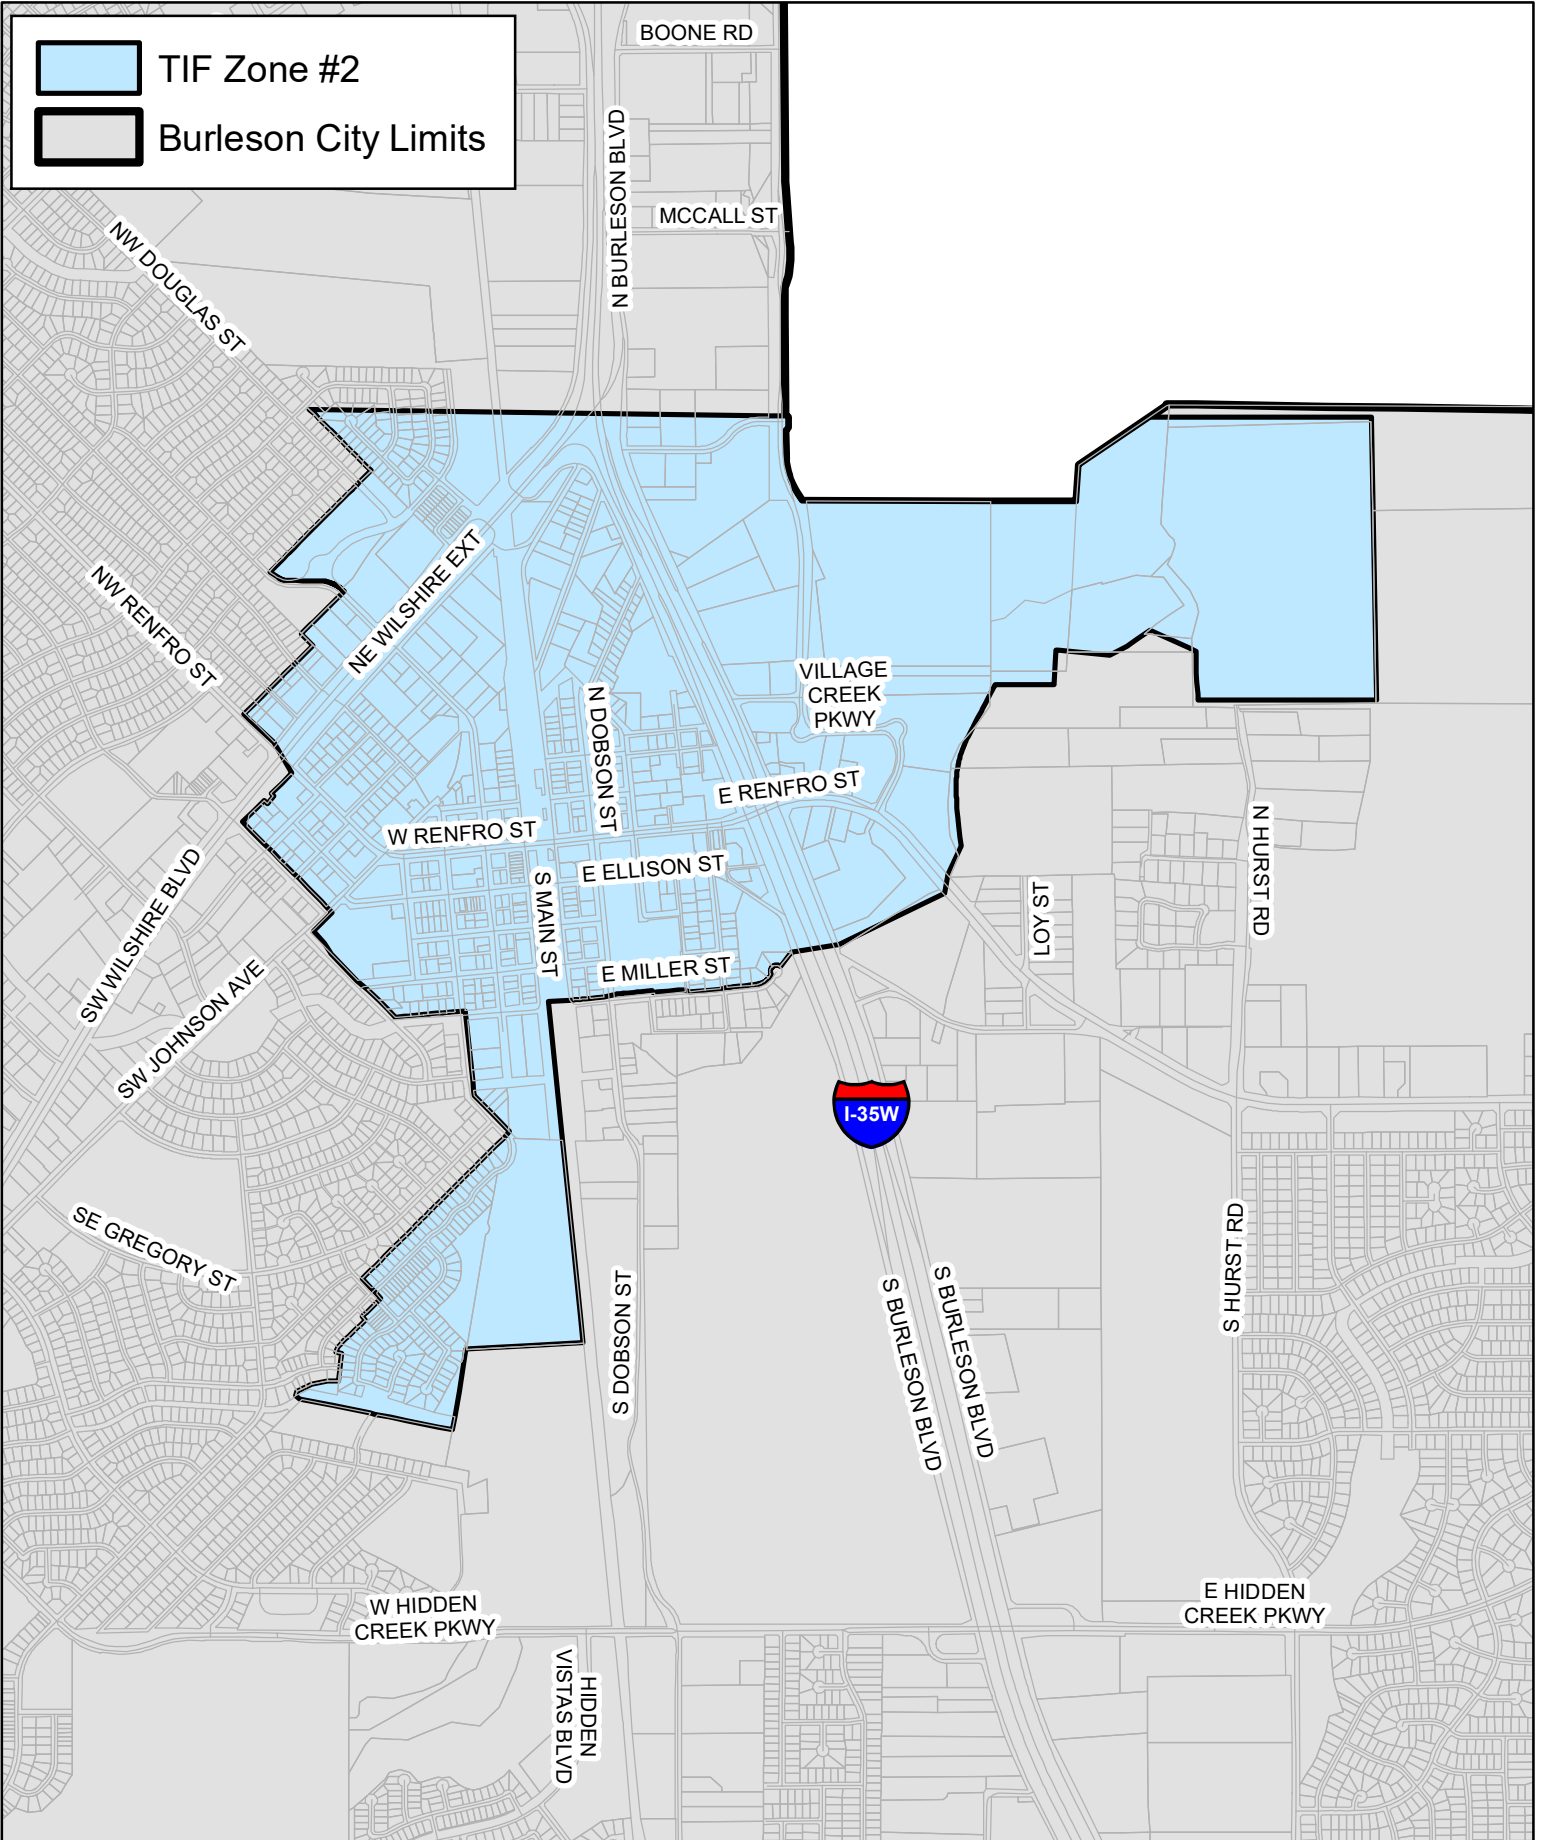 TIF Zone #2
Burleson City Limits
BOONE RD
N BURLESON BLVD
MCCALL ST
NW DOUGLAS ST
NE WILSHIRE EXT
NW RENFRO ST
VILLAGE
CREEK
PKWY
N DOBSON ST
E RENFRO ST
W RENFRO ST
E ELLISON ST
S MAIN ST
N HURST RD
LOY ST
SW WILSHIRE BLVD
E MILLER ST
SW JOHNSON AVE
I-35W
SE GREGORY ST
S HURST RD
S DOBSON ST
S BURLESON BLVD
S BURLESON BLVD
W HIDDEN
CREEK PKWY
E HIDDEN
CREEK PKWY
HIDDEN
VISTAS BLVD